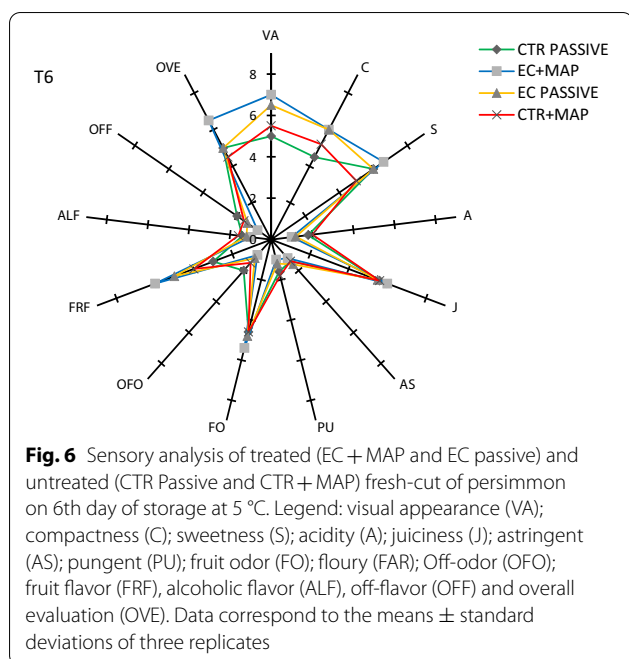 T6
VA
C
S
A
J
AS
PU
FO
OFO
FRF
ALF
OFF
OVE
8
6
4
2
0
CTR PASSIVE
EC+MAP
EC PASSIVE
CTR+MAP
Fig. 6 Sensory analysis of treated (EC + MAP and EC passive) and
untreated (CTR Passive and CTR + MAP) fresh-cut of persimmon
on 6th day of storage at 5 °C. Legend: visual appearance (VA);
compactness (C); sweetness (S); acidity (A); juiciness (J); astringent
(AS); pungent (PU); fruit odor (FO); floury (FAR); Off-odor (OFO);
fruit flavor (FRF), alcoholic flavor (ALF), off-flavor (OFF) and overall
evaluation (OVE). Data correspond to the means ± standard
deviations of three replicates